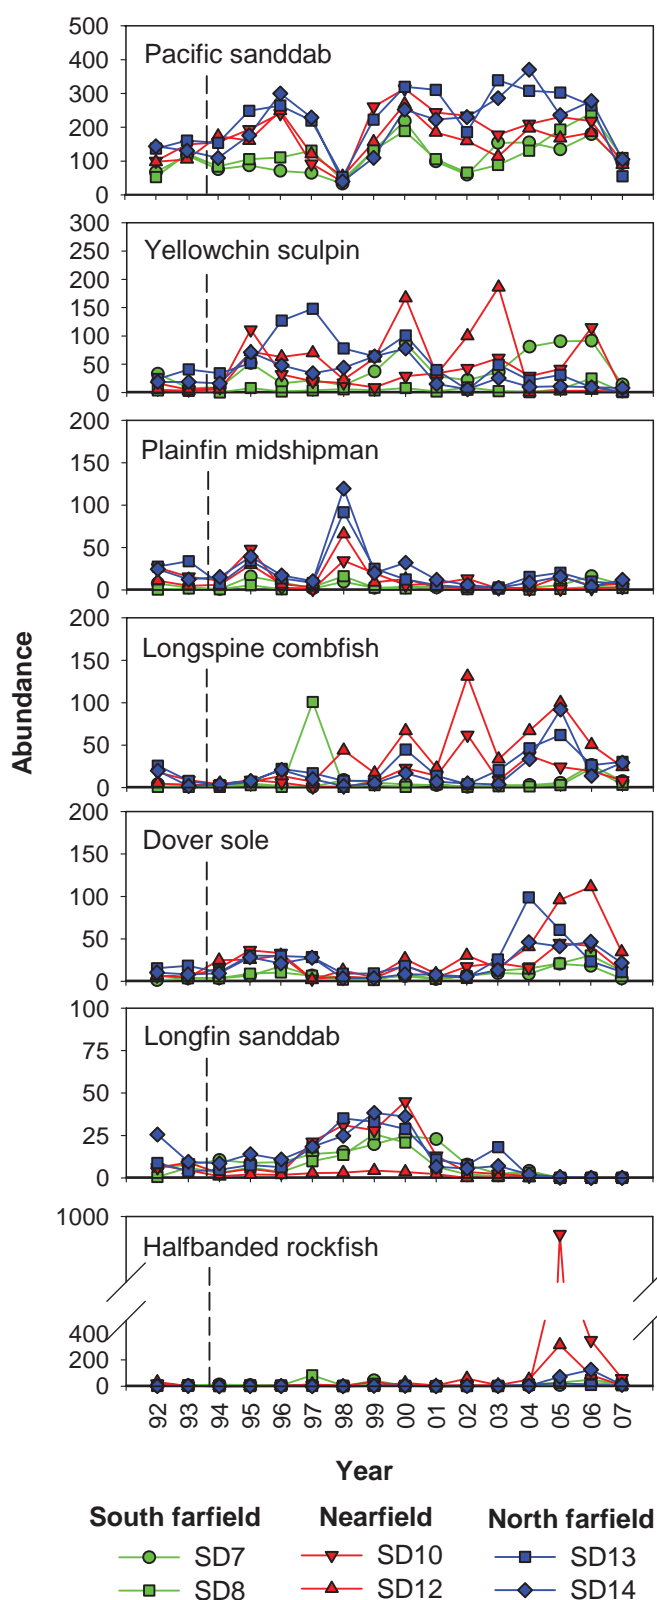 500
400
300
200
100
0
Pacific sanddab
300
250
200
150
100
50
0
Yellowchin sculpin
200
150
100
50
0
Plainfin midshipman
200
150
100
50
0
Longspine combfish
200
150
100
50
0
Dover sole
100
75
50
25
0
Longfin sanddab
1000
400
200
0
Halfbanded rockfish
Abundance
92 93 94 95 96 97 98 99 00 01 02 03 04 05 06 07
Year
South farfield Nearfield North farfield
SD7 SD10 SD13
SD8 SD12 SD14